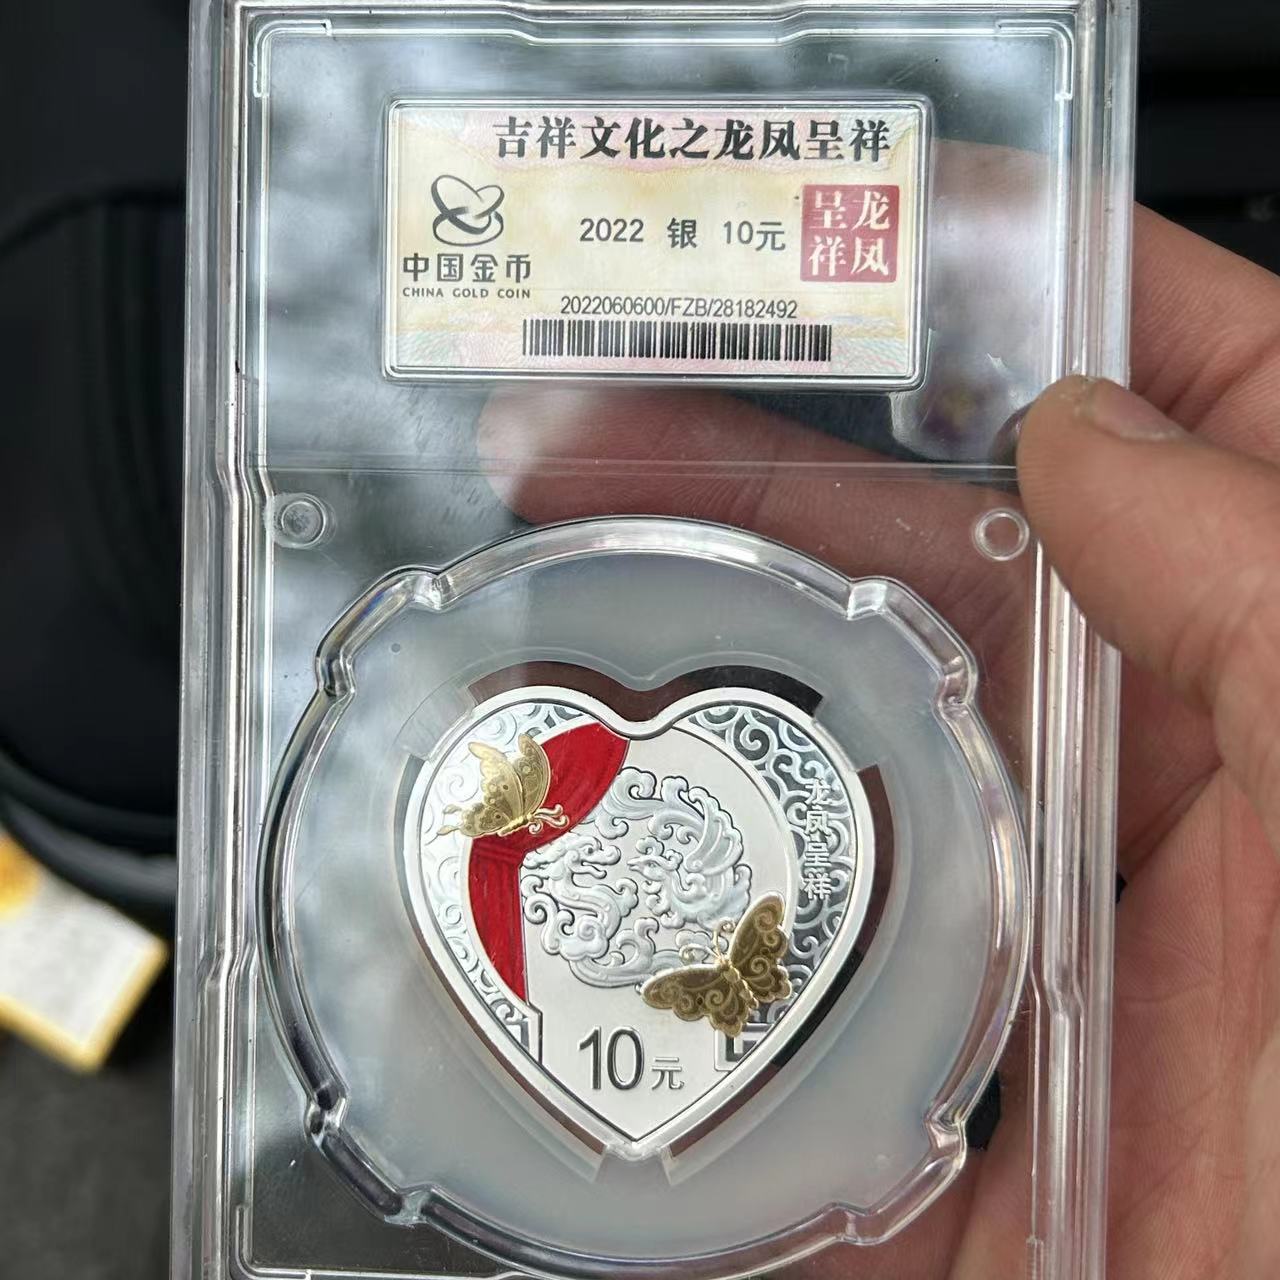 吉祥文化之龙凤呈祥
中国金币
CHINA GOLD COIN
2022 银 10元
龙凤
呈祥
2022060600/FZB/28182492
龙凤呈祥
10元